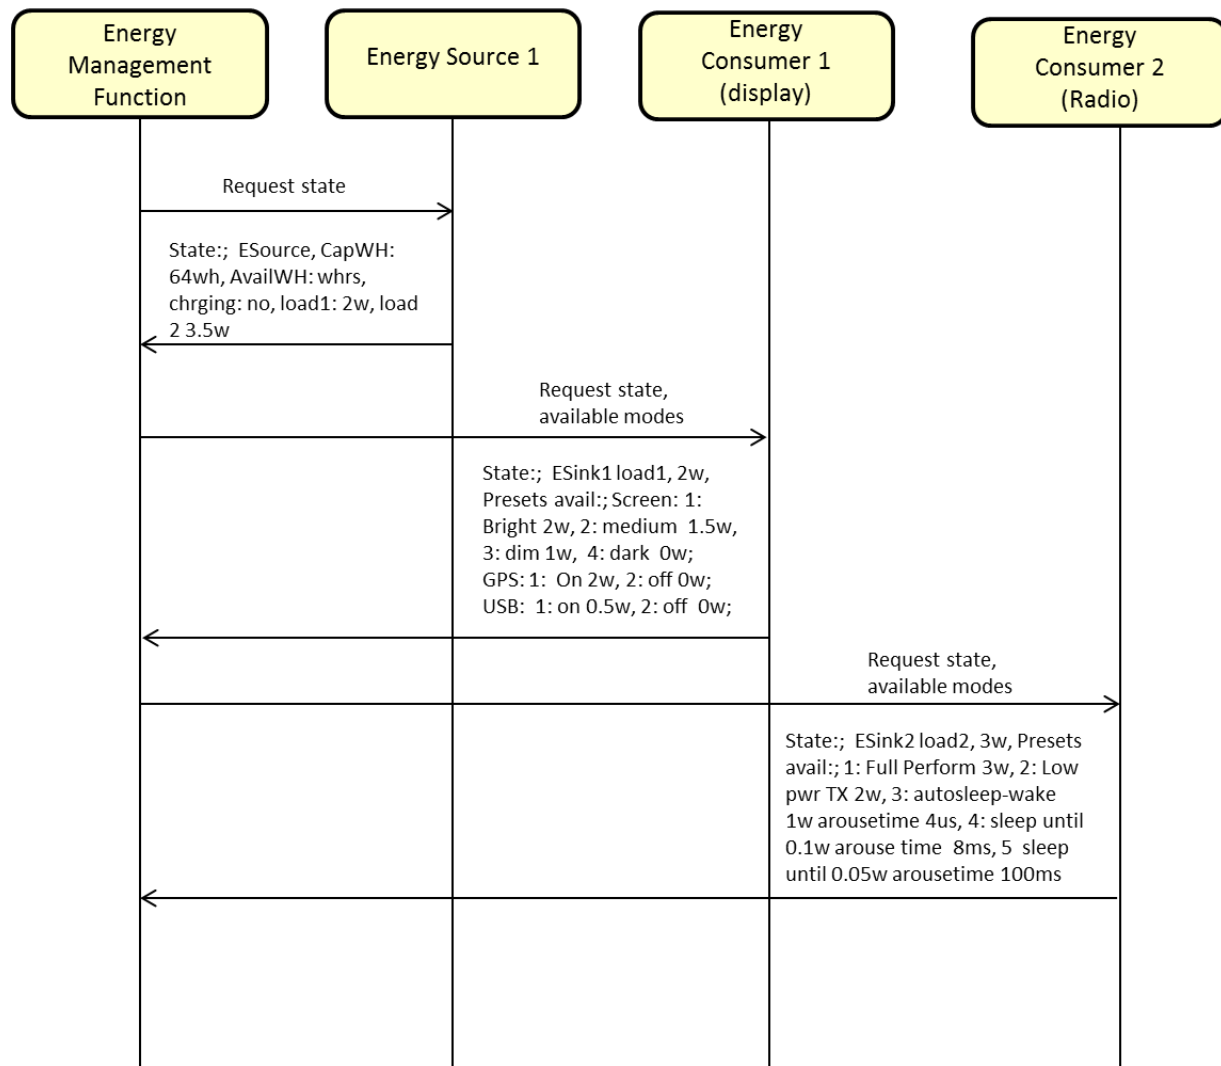 Energy
Management
Function
Energy Source 1
Energy
Consumer 1
(display)
Energy
Consumer 2
(Radio)
Request state
State:;  ESource, CapWH:
64wh, AvailWH: whrs,
chrging: no, load1: 2w, load
2 3.5w
Request state,
available modes
State:;  ESink1 load1, 2w,
Presets avail:; Screen: 1:
Bright 2w, 2: medium  1.5w,
3: dim 1w,  4: dark  0w;
GPS: 1:  On 2w, 2: off 0w;
USB:  1: on 0.5w, 2: off  0w;
Request state,
available modes
State:;  ESink2 load2, 3w, Presets
avail:; 1: Full Perform 3w, 2: Low
pwr TX 2w, 3: autosleep-wake
1w arousetime 4us, 4: sleep until
0.1w arouse time  8ms, 5  sleep
until 0.05w arousetime 100ms